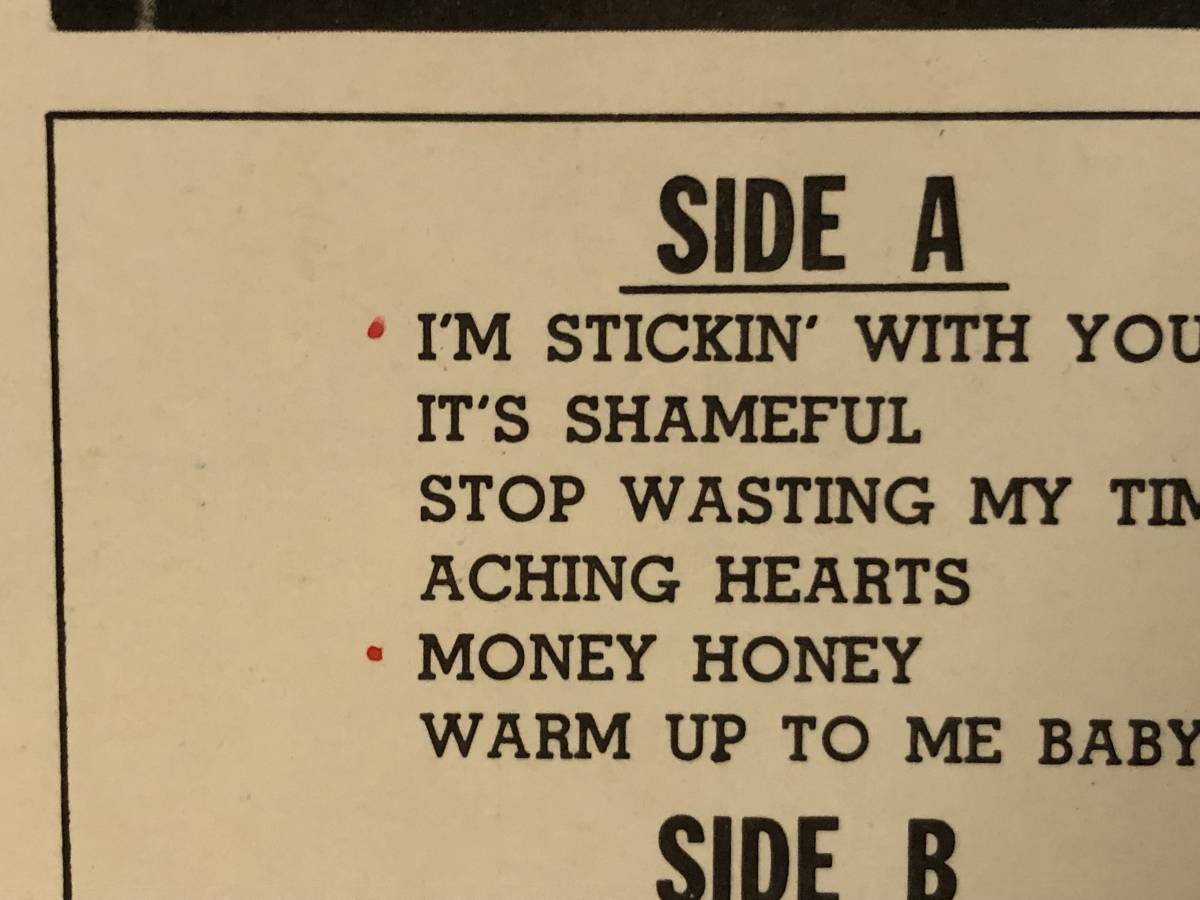 SIDE A
I'M STICKIN' WITH YOU
IT'S SHAMEFUL
STOP WASTING MY
ACHING HEARTS
MONEY HONEY
WARM UP TO ME BABY
SIDE B